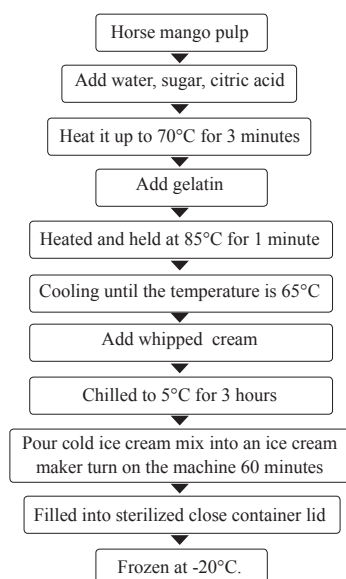 Horse mango pulp
Add water, sugar, citric acid
Heat it up to 70°C for 3 minutes
Add gelatin
Heated and held at 85°C for 1 minute
Cooling until the temperature is 65°C
Add whipped cream
Chilled to 5°C for 3 hours
Pour cold ice cream mix into an ice cream
maker turn on the machine 60 minutes
Filled into sterilized close container lid
Frozen at -20°C.